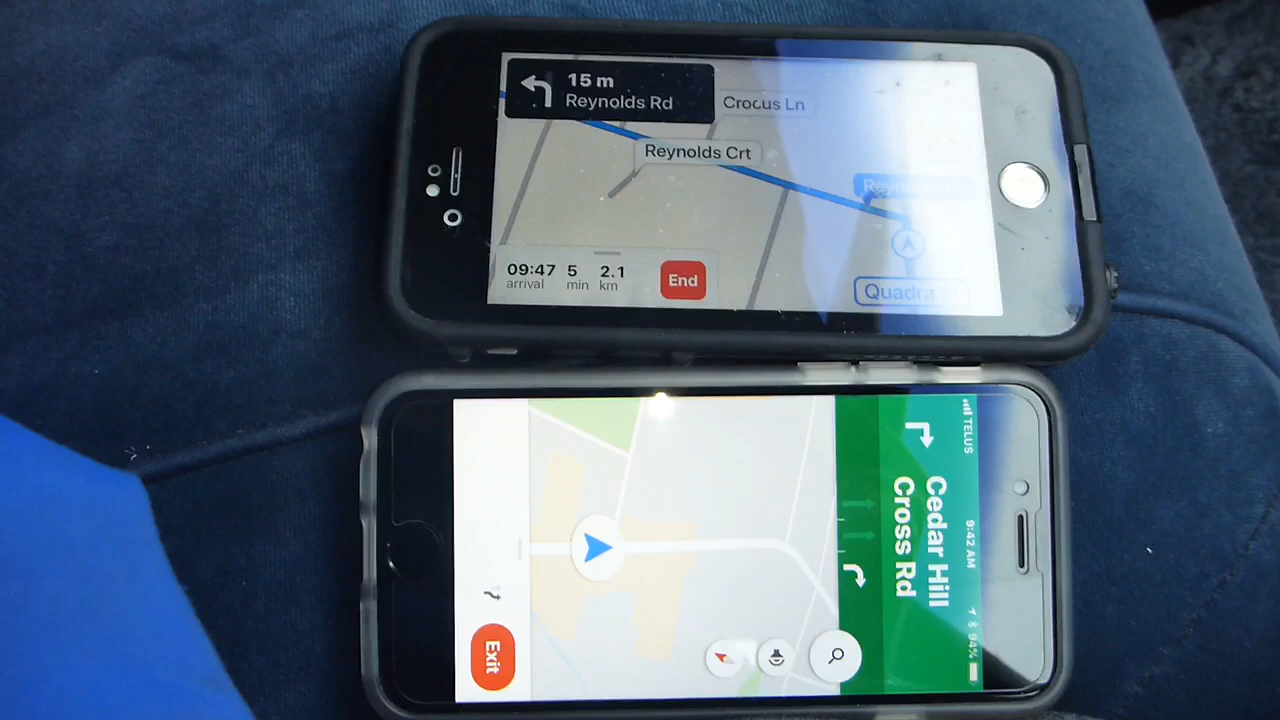 15 m
Reynolds Rd
Crocus Ln
Reynolds Crt
09:47 5 2.1
arrival min km
End
Quadra
TELUS 9:42 AM 94%
Cedar Hill
Cross Rd
Exit